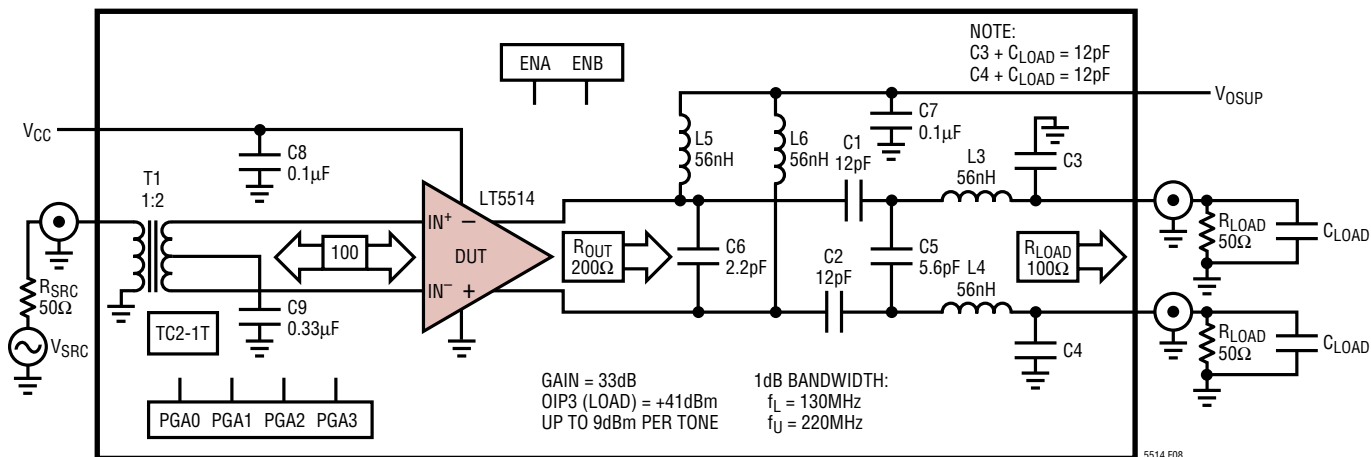 NOTE:
C3 + CLOAD = 12pF
C4 + CLOAD = 12pF
ENA ENB
VOSUP
VCC
C8
0.1µF
L5
56nH
L6
56nH
C7
0.1µF
C1
12pF
L3
56nH
C3
T1
1:2
LT5514
IN+ −
DUT
IN− +
100
ROUT
200Ω
C6
2.2pF
C2
12pF
C5
5.6pF
L4
56nH
RLOAD
100Ω
RLOAD
50Ω
CLOAD
RSRC
50Ω
VSRC
C9
0.33µF
TC2-1T
C4
RLOAD
50Ω
CLOAD
PGA0 PGA1 PGA2 PGA3
GAIN = 33dB
OIP3 (LOAD) = +41dBm
UP TO 9dBm PER TONE
1dB BANDWIDTH:
fL = 130MHz
fU = 220MHz
5514 F08